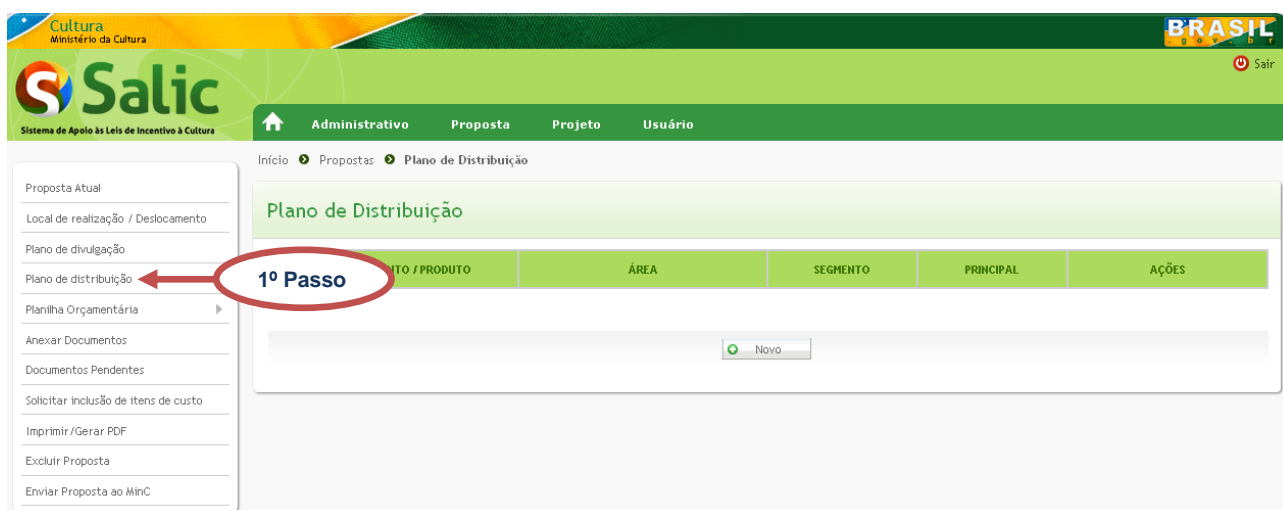 Cultura
Ministério da Cultura
BRASIL
. g o v . b r
Salic
Sistema de Apoio às Leis de Incentivo à Cultura
Sair
Administrativo Proposta Projeto Usuário
Início Propostas Plano de Distribuição
Proposta Atual
Local de realização / Deslocamento
Plano de divulgação
Plano de distribuição
Planilha Orçamentária
Anexar Documentos
Documentos Pendentes
Solicitar inclusão de itens de custo
Imprimir/Gerar PDF
Excluir Proposta
Enviar Proposta ao MinC
Plano de Distribuição
1º Passo
/ PRODUTO ÁREA SEGMENTO PRINCIPAL AÇÕES
Novo